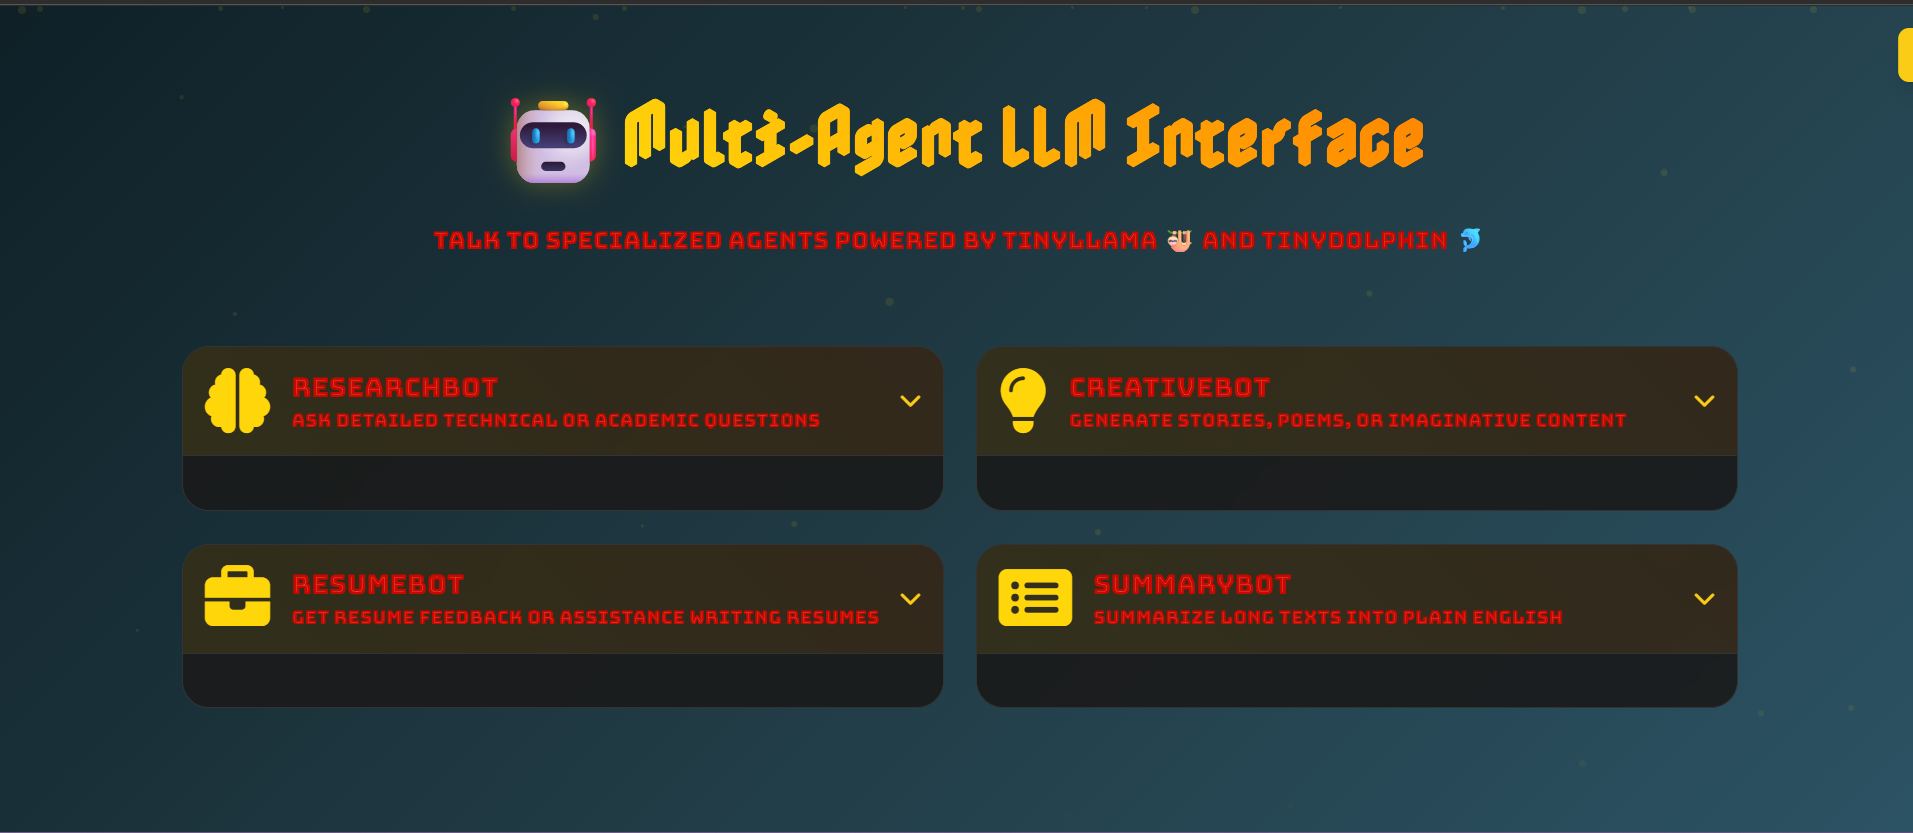 Multi-Agent LLM Interface
TALK TO SPECIALIZED AGENTS POWERED BY TINYLLAMA 🦥 AND TINYDOLPHIN 🐬
RESEARCHBOT
ASK DETAILED TECHNICAL OR ACADEMIC QUESTIONS
CREATIVEBOT
GENERATE STORIES, POEMS, OR IMAGINATIVE CONTENT
RESUMEBOT
GET RESUME FEEDBACK OR ASSISTANCE WRITING RESUMES
SUMMARYBOT
SUMMARIZE LONG TEXTS INTO PLAIN ENGLISH